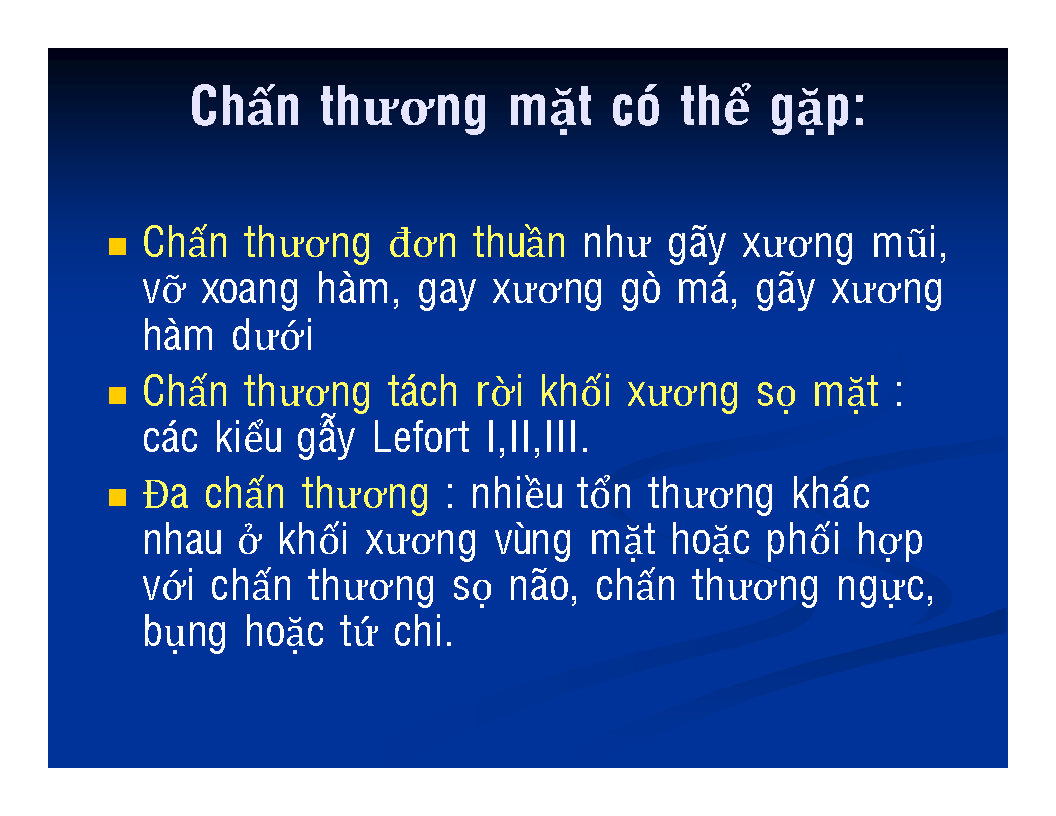 Chấn thương mặt có thể gặp:
Chấn thương đơn thuần như gãy xương mũi,
vỡ xoang hàm, gay xương gò má, gãy xương
hàm dưới
Chấn thương tách rời khối xương sọ mặt :
các kiểu gẫy Lefort I,II,III.
Đa chấn thương : nhiều tổn thương khác
nhau ở khối xương vùng mặt hoặc phối hợp
với chấn thương sọ não, chấn thương ngực,
bụng hoặc tứ chi.